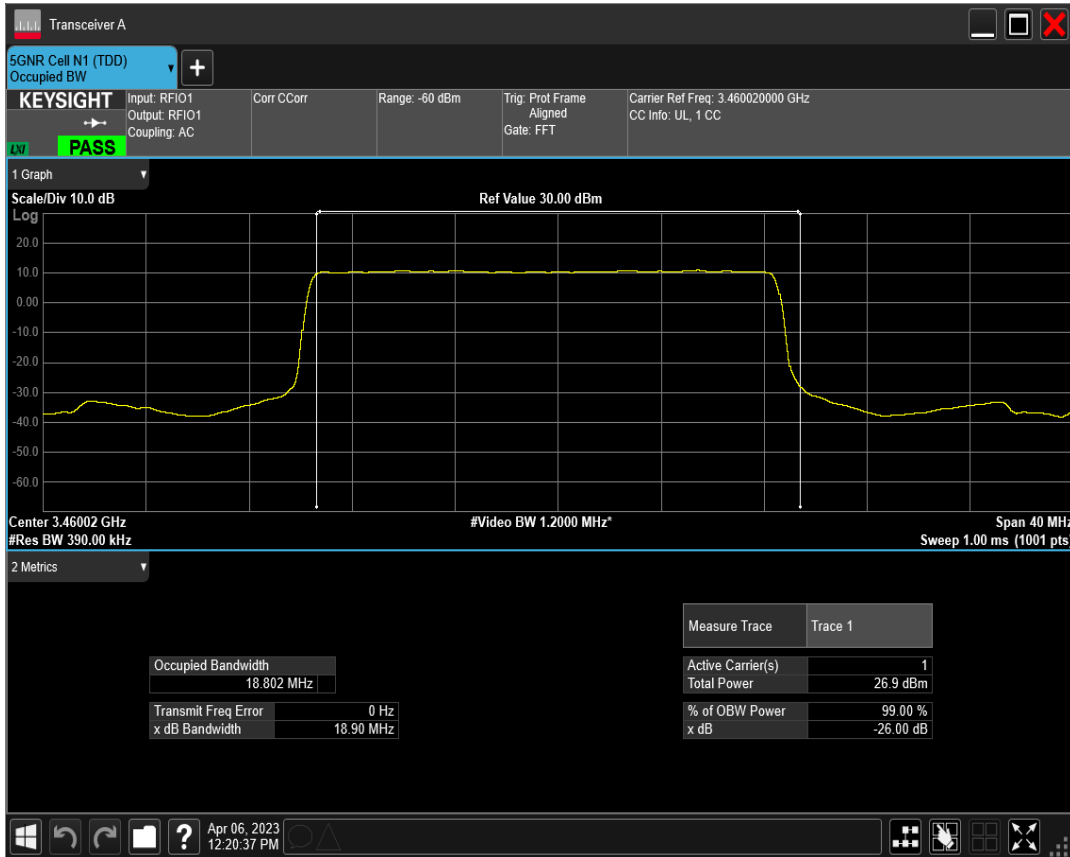 Transceiver A
5GNR Cell N1 (TDD)
Occupied BW
+
KEYSIGHT
LXI
PASS
Input: RFIO1
Output: RFIO1
Coupling: AC
Corr CCorr
Range: -60 dBm
Trig: Prot Frame
Aligned
Gate: FFT
Carrier Ref Freq: 3.460020000 GHz
CC Info: UL, 1 CC
1 Graph
Scale/Div 10.0 dB
Ref Value 30.00 dBm
Log
20.0
10.0
0.00
-10.0
-20.0
-30.0
-40.0
-50.0
-60.0
Center 3.46002 GHz
#Video BW 1.2000 MHz*
Span 40 MHz
#Res BW 390.00 kHz
Sweep 1.00 ms (1001 pts)
2 Metrics
Measure Trace Trace 1
Occupied Bandwidth
18.802 MHz
Active Carrier(s) 1
Total Power 26.9 dBm
Transmit Freq Error 0 Hz
x dB Bandwidth 18.90 MHz
% of OBW Power 99.00 %
x dB -26.00 dB
?
Apr 06, 2023
12:20:37 PM